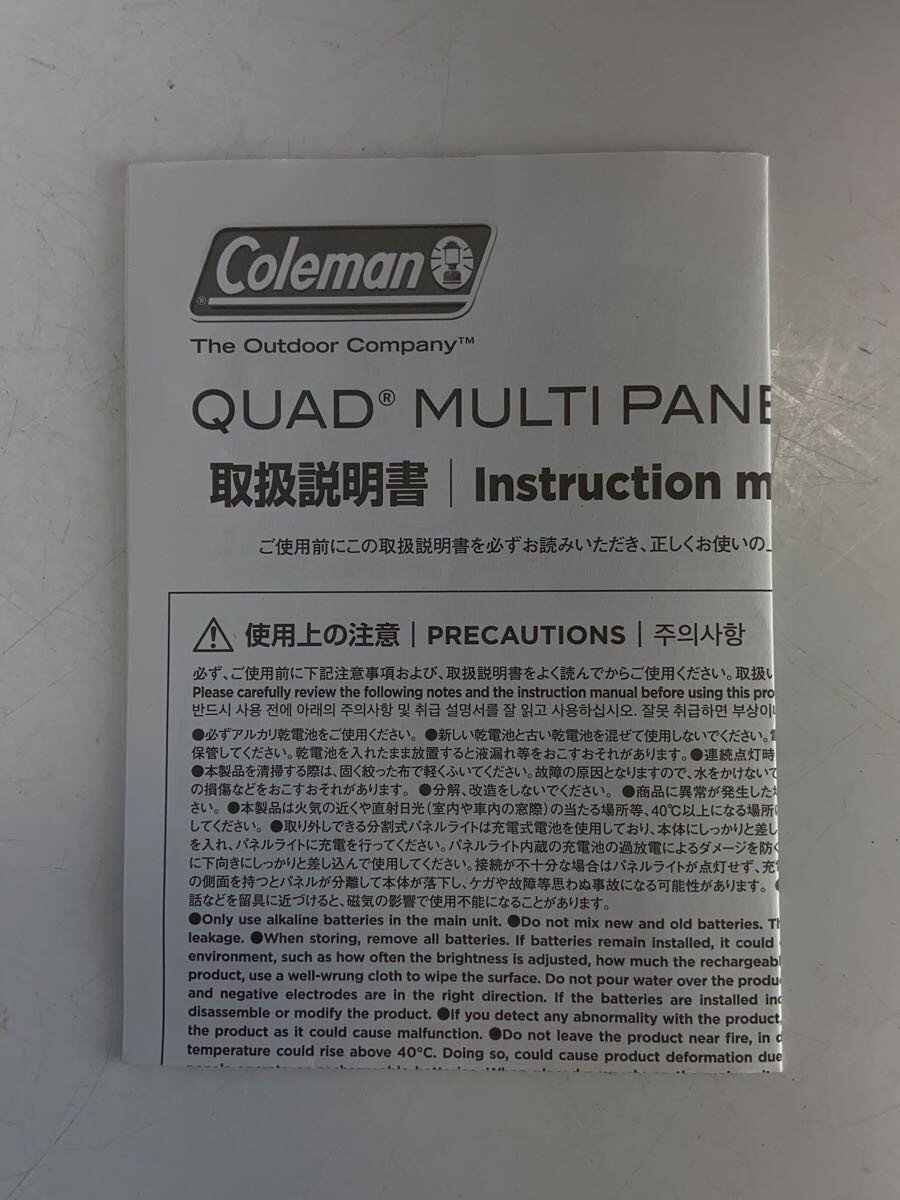 Coleman
®
The Outdoor Company™
QUAD® MULTI PANE
取扱説明書 | Instruction m
ご使用前にこの取扱説明書を必ずお読みいただき、正しくお使いの上
使用上の注意 | PRECAUTIONS | 주의사항
必ず、ご使用前に下記注意事項および、取扱説明書をよく読んでからご使用ください。取扱い
Please carefully review the following notes and the instruction manual before using this pro
반드시 사용 전에 아래의 주의사항 및 취급 설명서를 잘 읽고 사용하십시오. 잘못 취급하면 부상이
●必ずアルカリ乾電池をご使用ください。 ●新しい乾電池と古い乾電池を混ぜて使用しないでください。電
保管してください。乾電池を入れたまま放置すると液漏れ等をおこすおそれがあります。●連続点灯時
●本製品を清掃する際は、固く絞った布で軽くふいてください。故障の原因となりますので、水をかけないで
の損傷などをおこすおそれがあります。 ●分解、改造をしないでください。 ●商品に異常が発生した
さい。 ●本製品は火気の近くや直射日光（室内や車内の窓際）の当たる場所等、40℃以上になる場所
してください。 ●取り外しできる分割式パネルライトは充電式電池を使用しており、本体にしっかりと差し
を入れ、パネルライトに充電を行ってください。パネルライト内蔵の充電池の過放電によるダメージを防ぐ
に下向きにしっかりと差し込んで使用してください。接続が不十分な場合はパネルライトが点灯せず、充
の側面を持つとパネルが分離して本体が落下し、ケガや故障等思わぬ事故になる可能性があります。 ●
話などを留具に近づけると、磁気の影響で使用不能になることがあります。
●Only use alkaline batteries in the main unit. ●Do not mix new and old batteries. Th
leakage. ●When storing, remove all batteries. If batteries remain installed, it could
environment, such as how often the brightness is adjusted, how much the rechargeabl
product, use a well-wrung cloth to wipe the surface. Do not pour water over the produ
and negative electrodes are in the right direction. If the batteries are installed inc
disassemble or modify the product. ●If you detect any abnormality with the product,
the product as it could cause malfunction. ●Do not leave the product near fire, in d
temperature could rise above 40°C. Doing so, could cause product deformation due